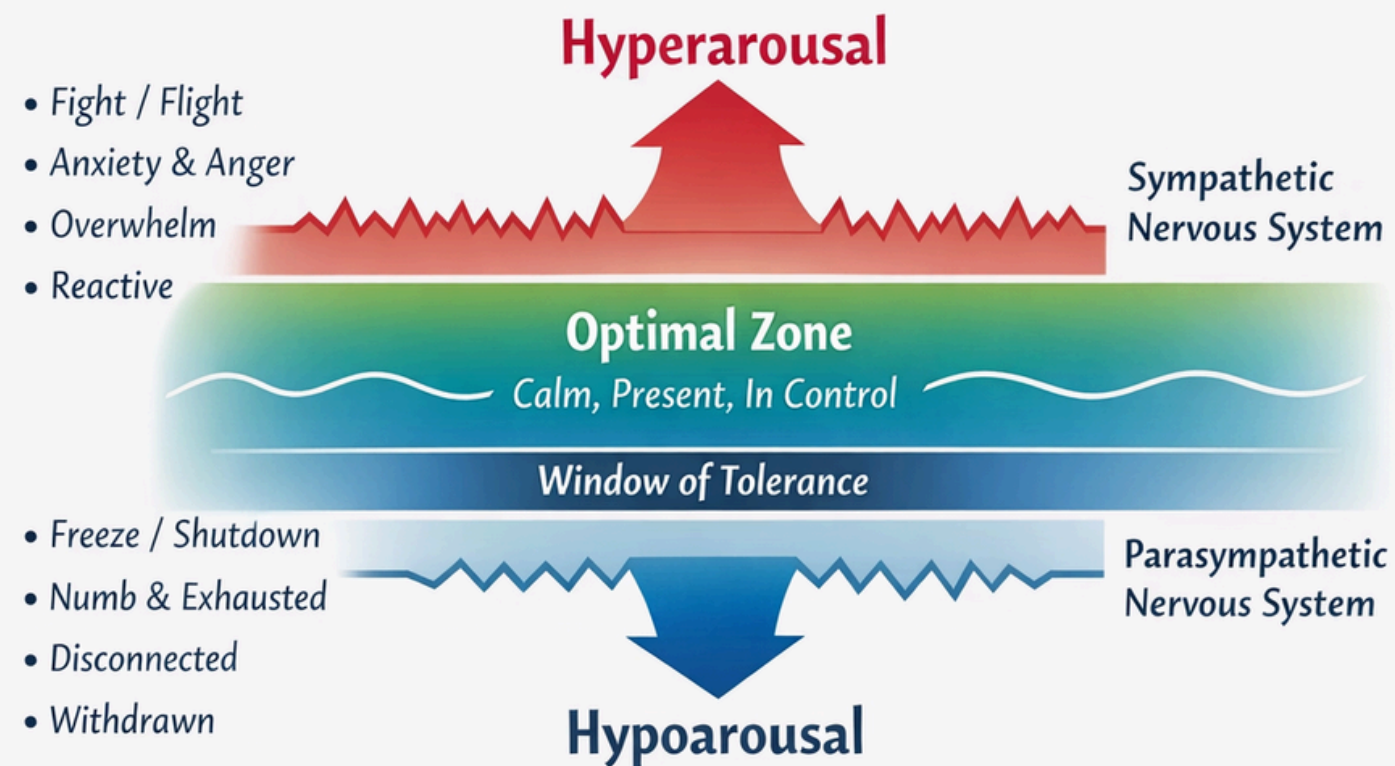 Hyperarousal
• Fight / Flight
• Anxiety & Anger
• Overwhelm
• Reactive
Sympathetic
Nervous System
Optimal Zone
Calm, Present, In Control
Window of Tolerance
• Freeze / Shutdown
• Numb & Exhausted
• Disconnected
• Withdrawn
Parasympathetic
Nervous System
Hypoarousal